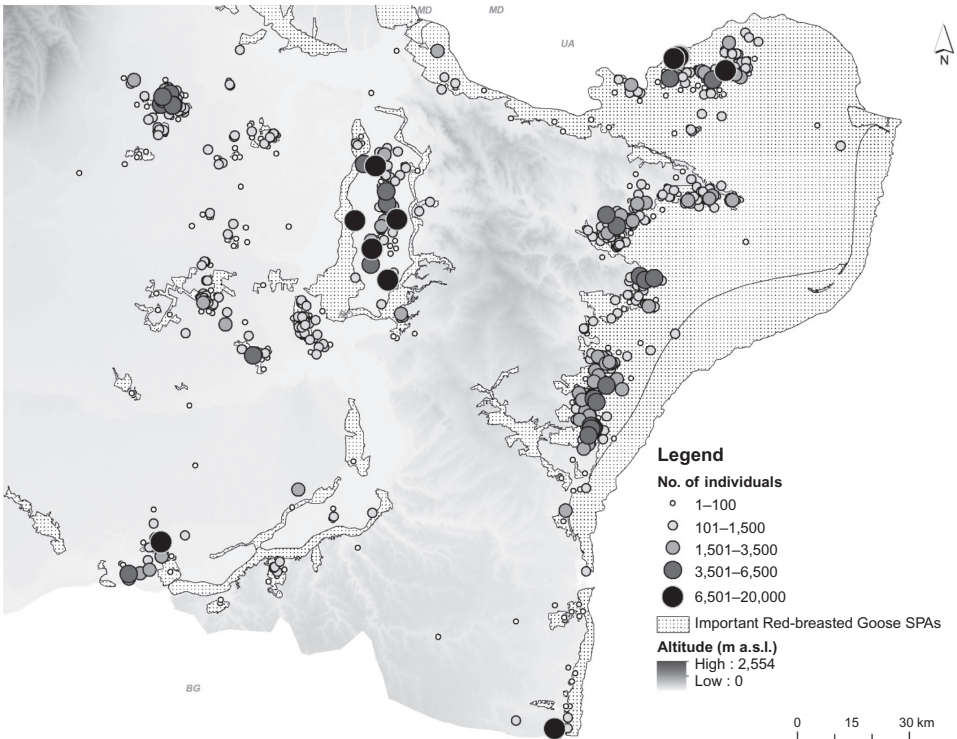 MD
MD
UA
N
BG
Legend
No. of individuals
1–100
101–1,500
1,501–3,500
3,501–6,500
6,501–20,000
Important Red-breasted Goose SPAs
Altitude (m a.s.l.)
High : 2,554
Low : 0
0 15 30 km